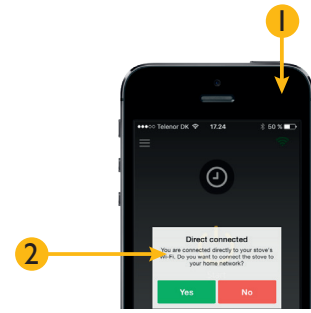 1
Telenor DK 17.24 50 %
2
Direct connected
You are connected directly to your stove's
Wi-Fi. Do you want to connect the stove to
your home network?
Yes No